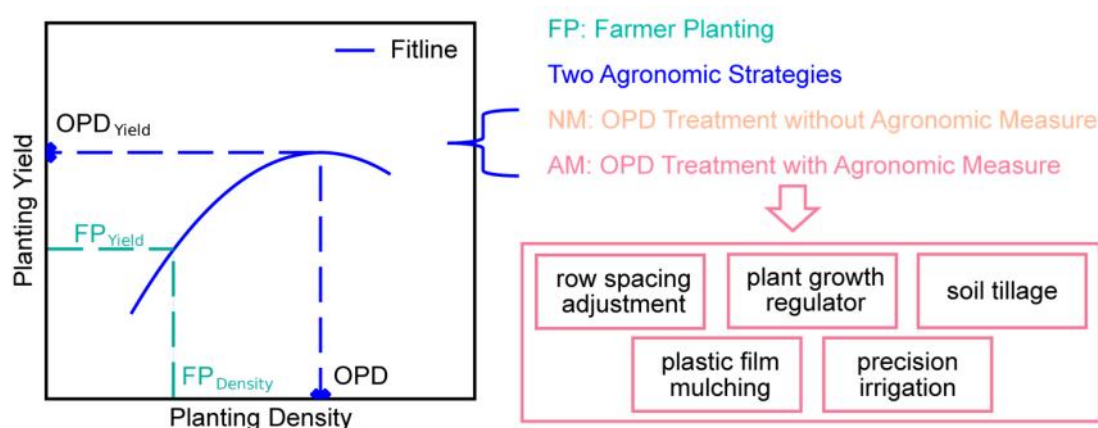 Fitline
OPD Yield
Planting Yield
FP Yield
FP Density
OPD
Planting Density
FP: Farmer Planting
Two Agronomic Strategies
NM: OPD Treatment without Agronomic Measure
AM: OPD Treatment with Agronomic Measure
row spacing
adjustment
plant growth
regulator
soil tillage
plastic film
mulching
precision
irrigation